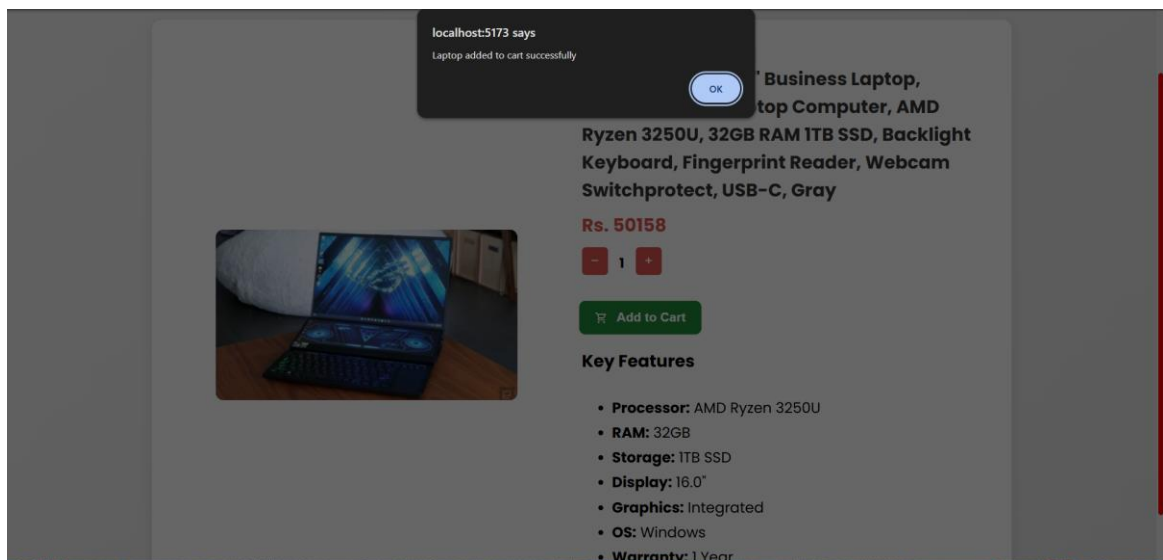 localhost:5173 says
Laptop added to cart successfully
OK
Business Laptop,
top Computer, AMD
Ryzen 3250U, 32GB RAM 1TB SSD, Backlight
Keyboard, Fingerprint Reader, Webcam
Switchprotect, USB-C, Gray
Rs. 50158
- 1 +
Add to Cart
Key Features
• Processor: AMD Ryzen 3250U
• RAM: 32GB
• Storage: 1TB SSD
• Display: 16.0"
• Graphics: Integrated
• OS: Windows
• Warranty: 1 Year